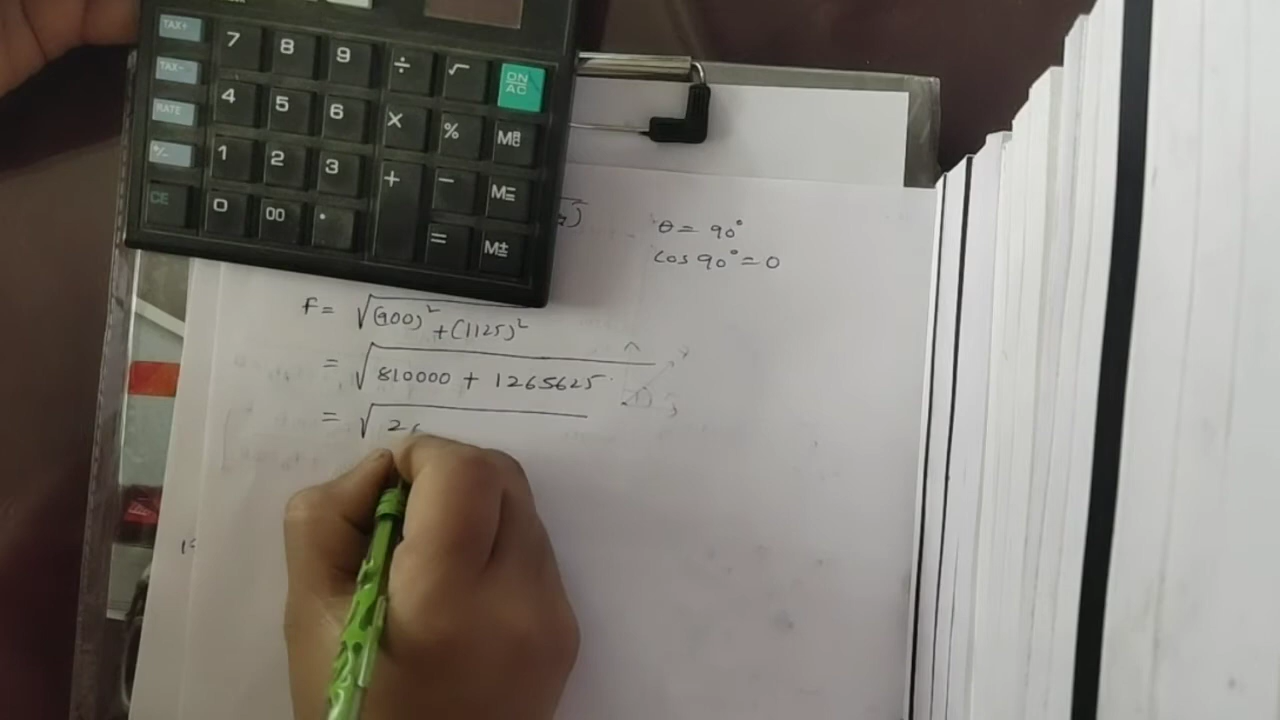 TAX+ 7 8 9 ÷ √ ON AC
TAX- 4 5 6 × % 
RATE 1 2 3 + - M=
+/- 0 00 . = M±
CE
θ = 90°
cos 90° = 0
F = √(900)² + (1125)²
= √810000 + 1265625
= √2